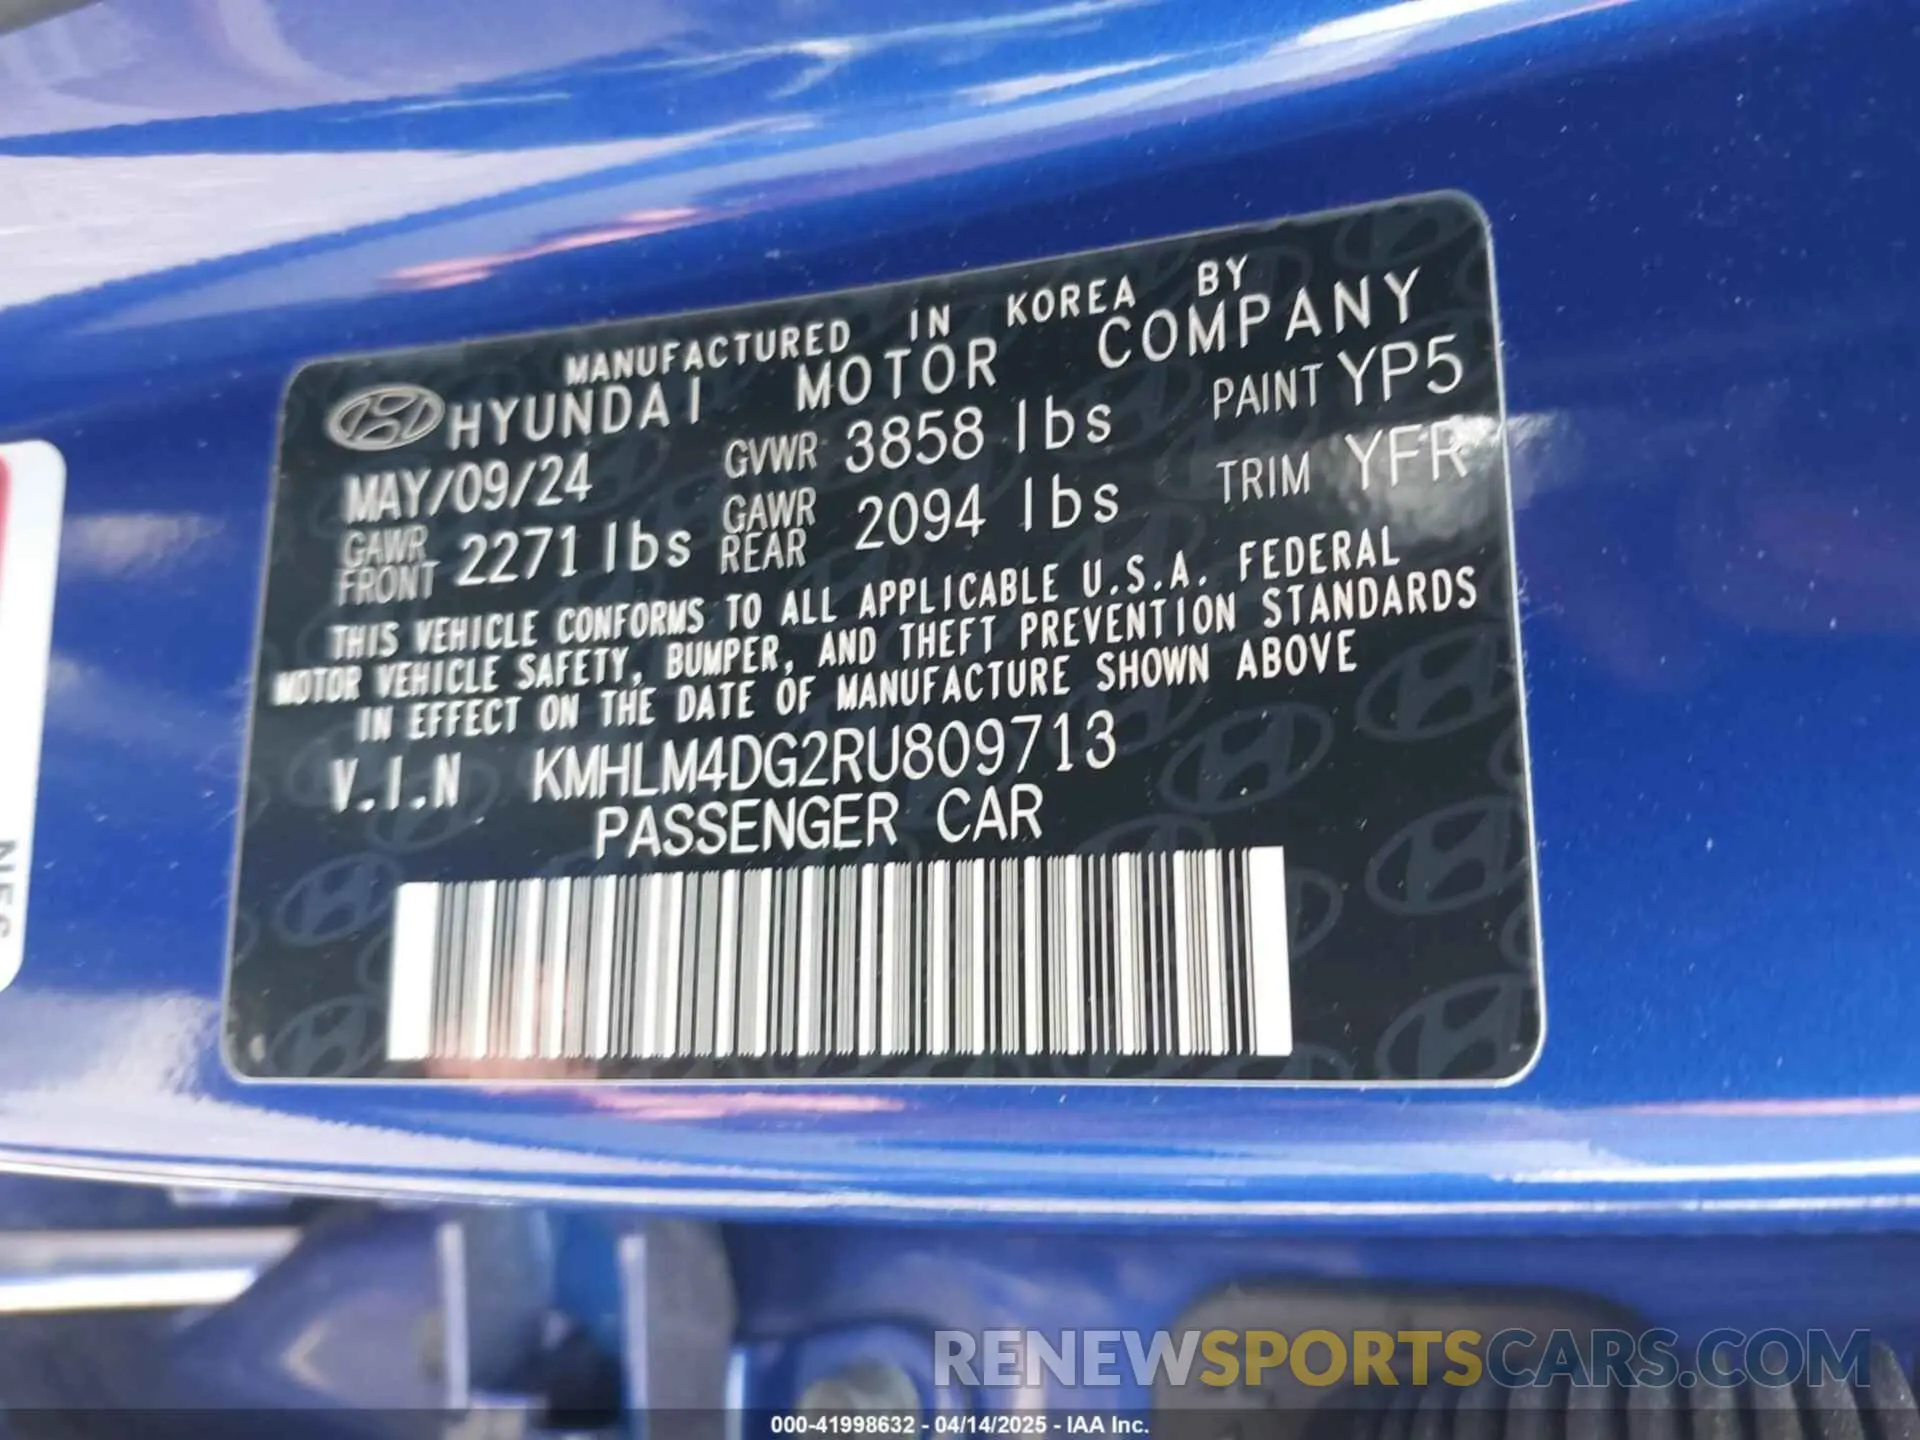 MANUFACTURED IN KOREA BY
HYUNDAI MOTOR COMPANY
MAY/09/24 GVWR 3858 lbs PAINT YP5
GAWR FRONT 2271 lbs GAWR REAR 2094 lbs TRIM YFR
THIS VEHICLE CONFORMS TO ALL APPLICABLE U.S.A. FEDERAL
MOTOR VEHICLE SAFETY, BUMPER, AND THEFT PREVENTION STANDARDS
IN EFFECT ON THE DATE OF MANUFACTURE SHOWN ABOVE
V.I.N KMHLM4DG2RU809713
PASSENGER CAR
RENEWSPORTSCARS.COM
000-41998632 - 04/14/2025 - IAA Inc.